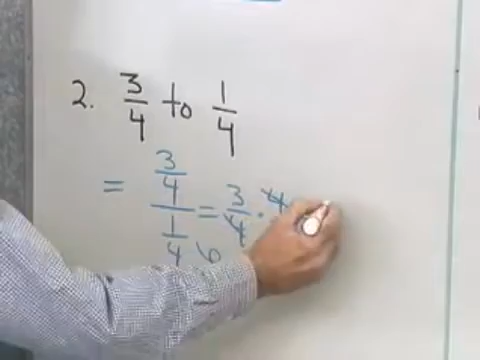 2. 3/4 to 1/4
= 3/4 / 1/4 = 3/4 · 4